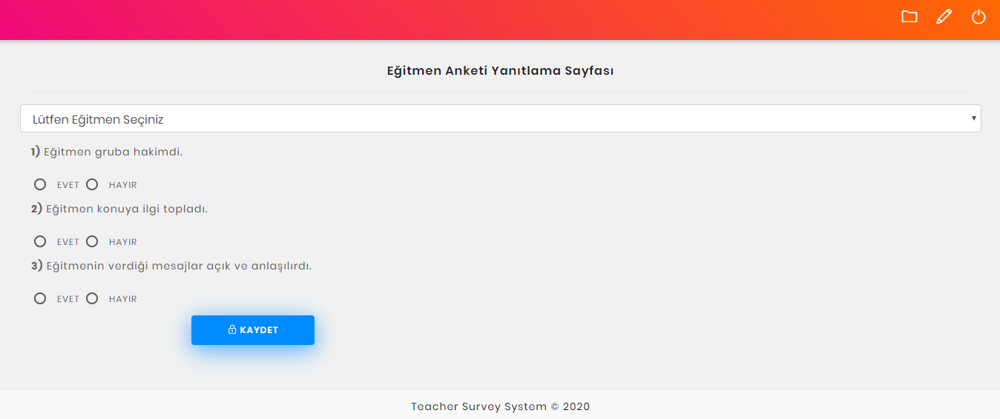 Eğitmen Anketi Yanıtlama Sayfası
Lütfen Eğitmen Seçiniz
1) Eğitmen gruba hakimdi.
EVET HAYIR
2) Eğitmen konuya ilgi topladı.
EVET HAYIR
3) Eğitmenin verdiği mesajlar açık ve anlaşılırdı.
EVET HAYIR
KAYDET
Teacher Survey System © 2020